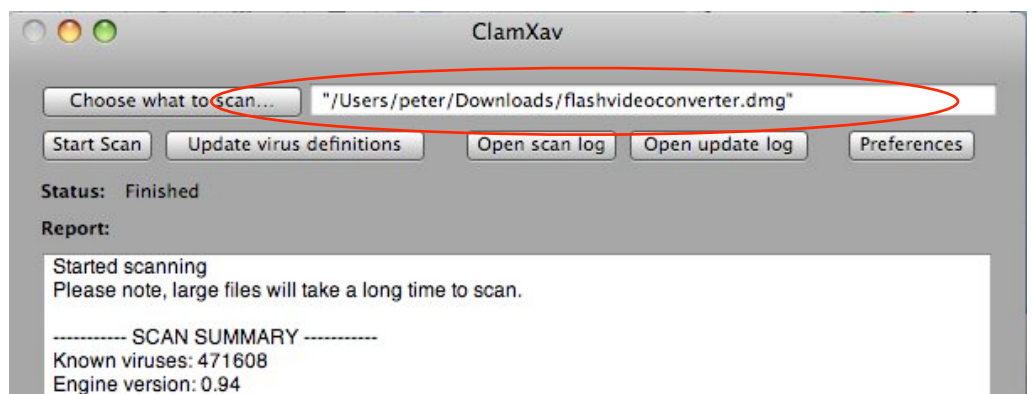 ClamXav
Choose what to scan... "/Users/peter/Downloads/flashvideoconverter.dmg"
Start Scan Update virus definitions Open scan log Open update log Preferences
Status: Finished
Report:
Started scanning
Please note, large files will take a long time to scan.
----------- SCAN SUMMARY -----------
Known viruses: 471608
Engine version: 0.94